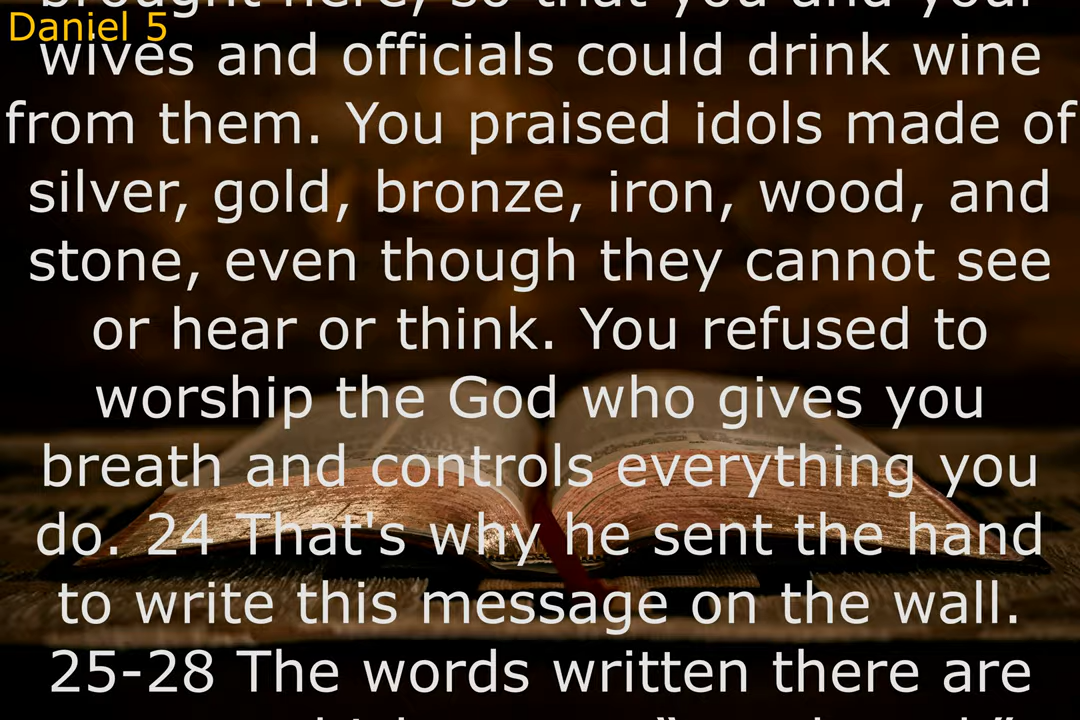 Daniel 5
brought here, so that you and your
wives and officials could drink wine
from them. You praised idols made of
silver, gold, bronze, iron, wood, and
stone, even though they cannot see
or hear or think. You refused to
worship the God who gives you
breath and controls everything you
do. 24 That's why he sent the hand
to write this message on the wall.
25-28 The words written there are